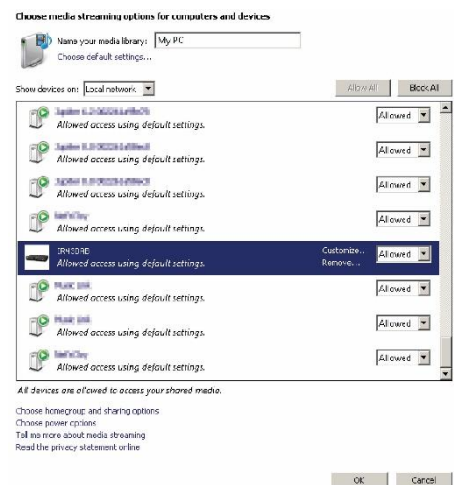 Choose media streaming options for computers and devices
Name your media library: My PC
Choose default settings...
Show devices on: Local network
Allow All Block All
Allowed
Allowed access using default settings.
Allowed
Allowed access using default settings.
Allowed
Allowed access using default settings.
Allowed
Allowed access using default settings.
Customize...
Allowed
Allowed access using default settings. Remove...
Allowed
Allowed access using default settings.
Allowed
Allowed access using default settings.
Allowed
Allowed access using default settings.
All devices are allowed to access your shared media.
Choose homegroup and sharing options
Choose power options
Tell me more about media streaming
Read the privacy statement online
OK Cancel